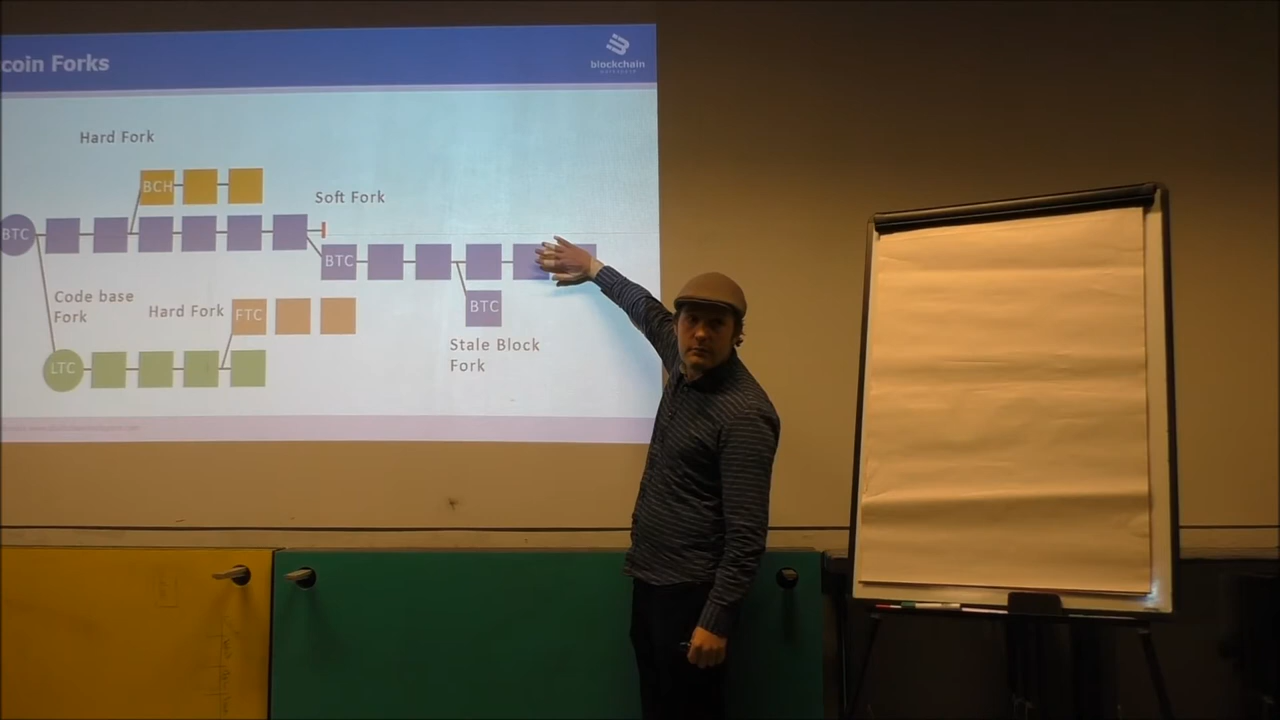 coin Forks
blockchain
Hard Fork
BCH
Soft Fork
BTC
BTC
Code base
Fork
Hard Fork
FTC
BTC
Stale Block
Fork
LTC